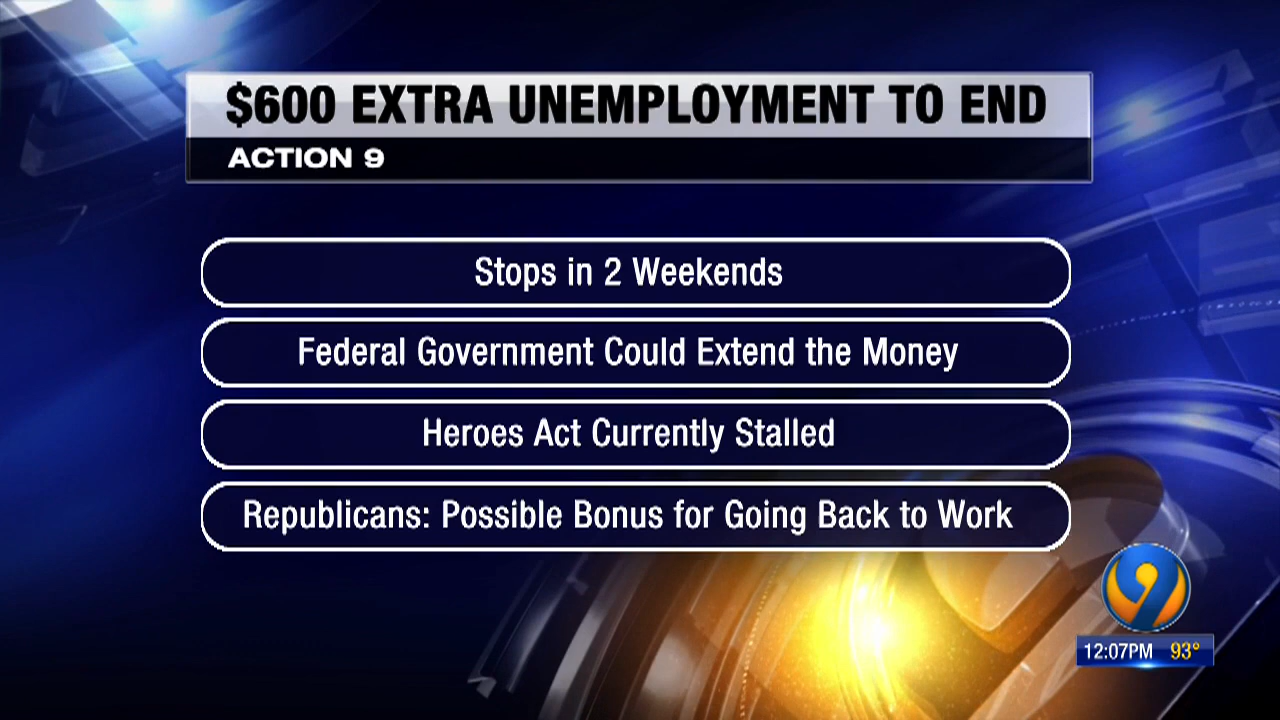 $600 EXTRA UNEMPLOYMENT TO END
ACTION 9
Stops in 2 Weekends
Federal Government Could Extend the Money
Heroes Act Currently Stalled
Republicans: Possible Bonus for Going Back to Work
9
12:07PM 93°